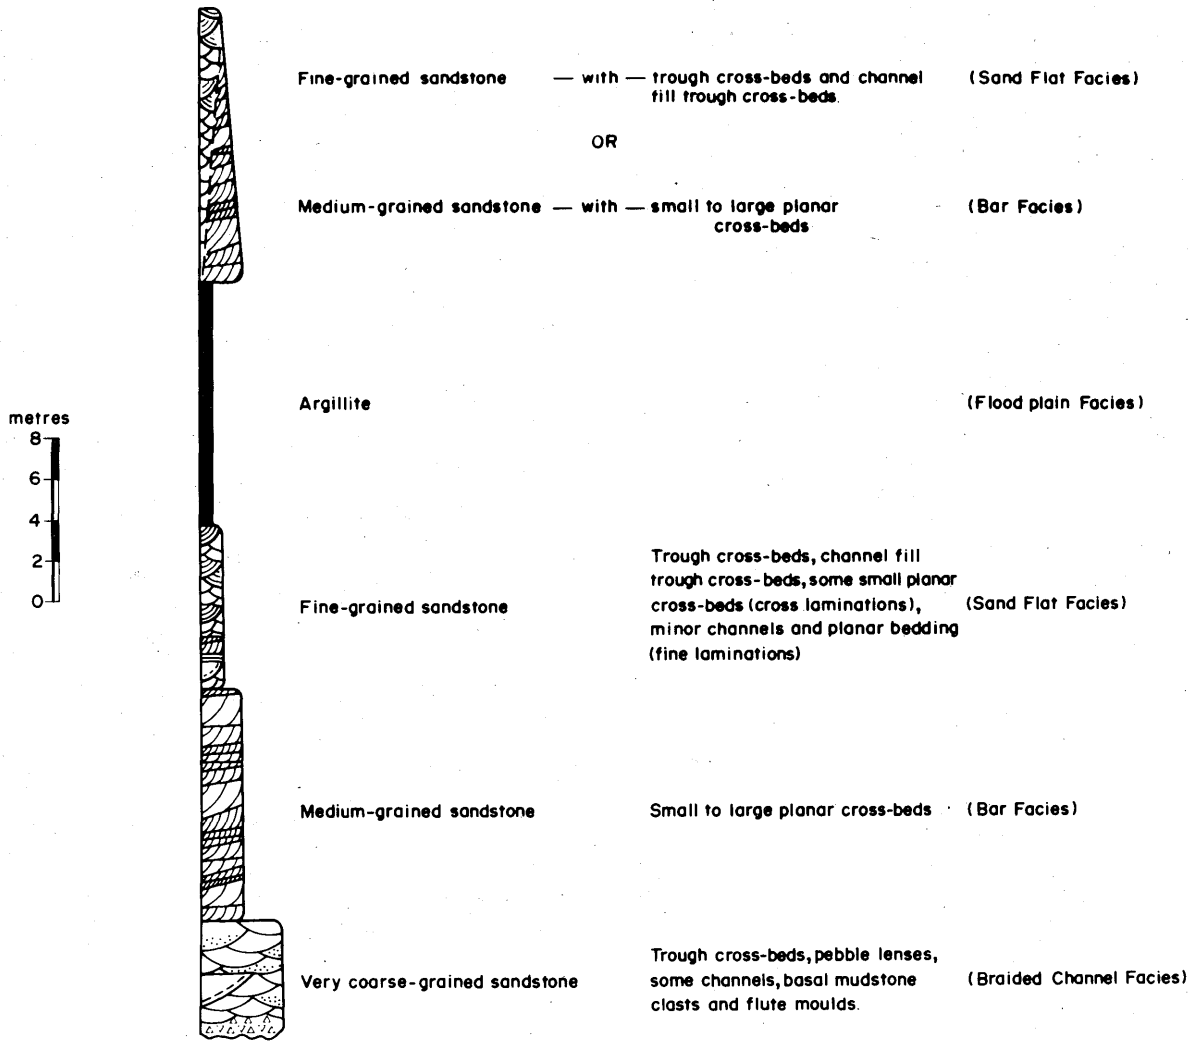 Fine-grained sandstone — with — trough cross-beds and channel (Sand Flat Facies)
fill trough cross-beds.
OR
Medium-grained sandstone — with — small to large planar (Bar Facies)
cross-beds
Argillite (Flood plain Facies)
metres
8
6
4
2
0
Trough cross-beds, channel fill
trough cross-beds, some small planar
Fine-grained sandstone cross-beds (cross laminations), (Sand Flat Facies)
minor channels and planar bedding
(fine laminations)
Medium-grained sandstone Small to large planar cross-beds (Bar Facies)
Trough cross-beds, pebble lenses,
Very coarse-grained sandstone some channels, basal mudstone (Braided Channel Facies)
clasts and flute moulds.